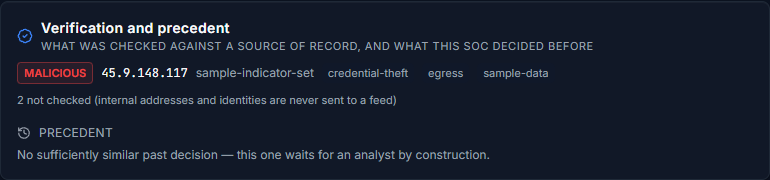 Verification and precedent
WHAT WAS CHECKED AGAINST A SOURCE OF RECORD, AND WHAT THIS SOC DECIDED BEFORE
MALICIOUS 45.9.148.117 sample-indicator-set credential-theft egress sample-data
2 not checked (internal addresses and identities are never sent to a feed)
PRECEDENT
No sufficiently similar past decision — this one waits for an analyst by construction.